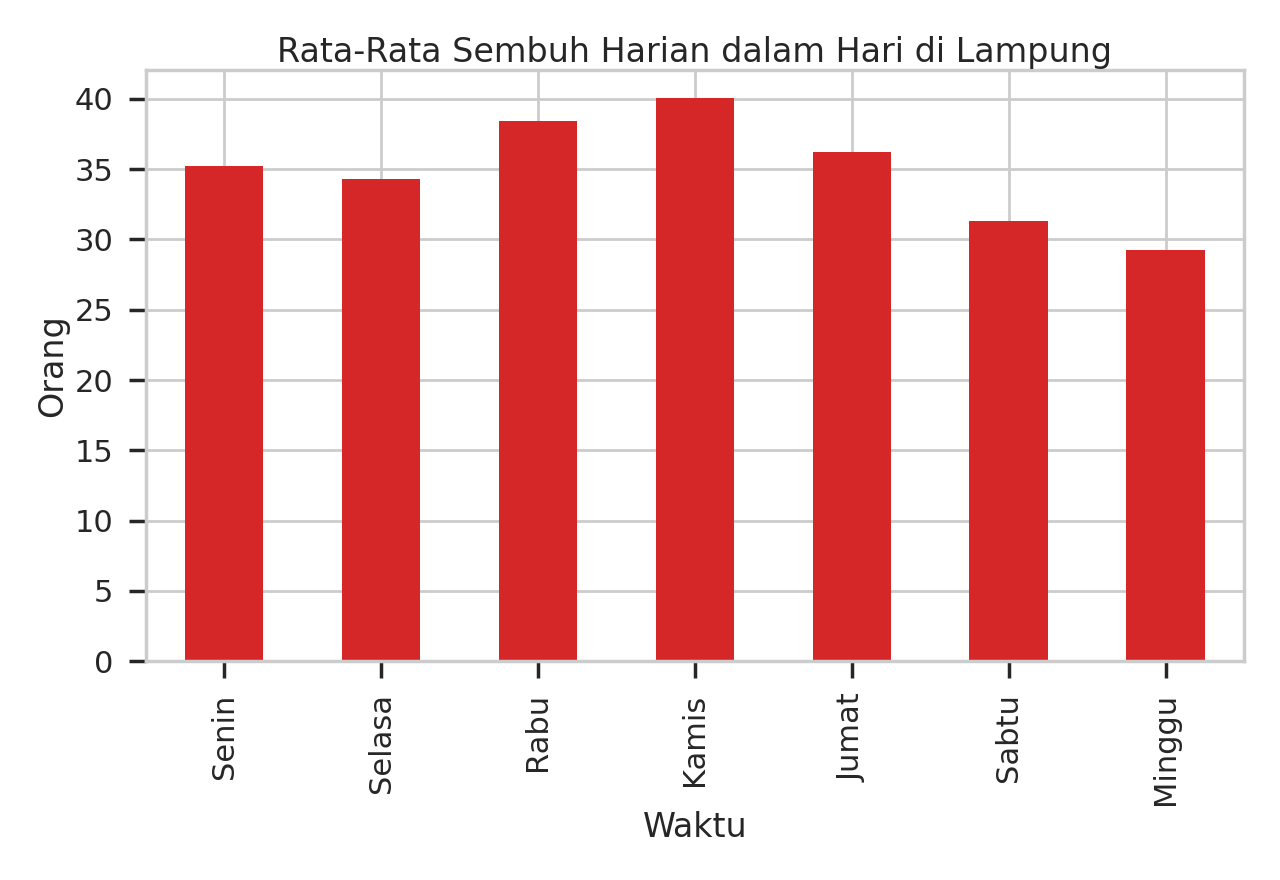 Rata-Rata Sembuh Harian dalam Hari di Lampung
Orang
40
35
30
25
20
15
10
5
0
Senin
Selasa
Rabu
Kamis
Jumat
Sabtu
Minggu
Waktu